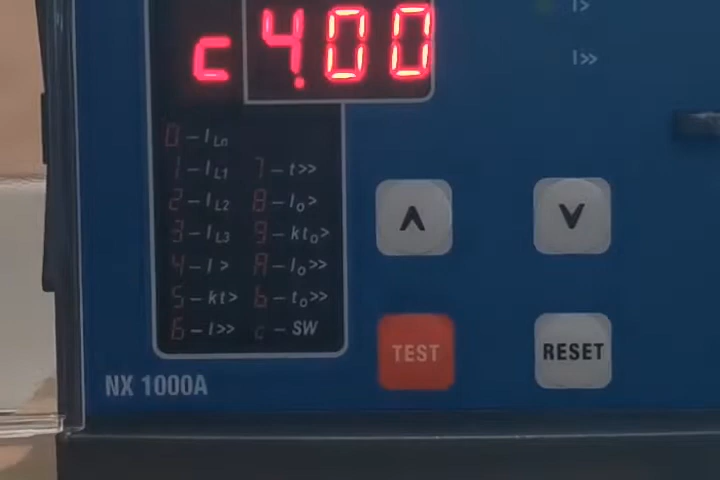 c 4.00
I>
I>>
0 - I Ln
1 - I L1 7 - t>>
2 - I L2 8 - Io>
3 - I L3 9 - kto>
4 - I > A - Io>>
5 - kt> b - to>>
6 - I>> c - SW
∧ ∨
TEST RESET
NX 1000A